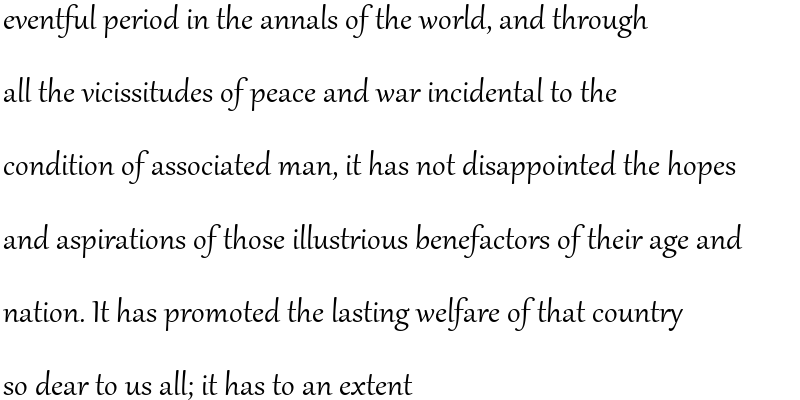 eventful period in the annals of the world, and through
all the vicissitudes of peace and war incidental to the
condition of associated man, it has not disappointed the hopes
and aspirations of those illustrious benefactors of their age and
nation. It has promoted the lasting welfare of that country
so dear to us all; it has to an extent